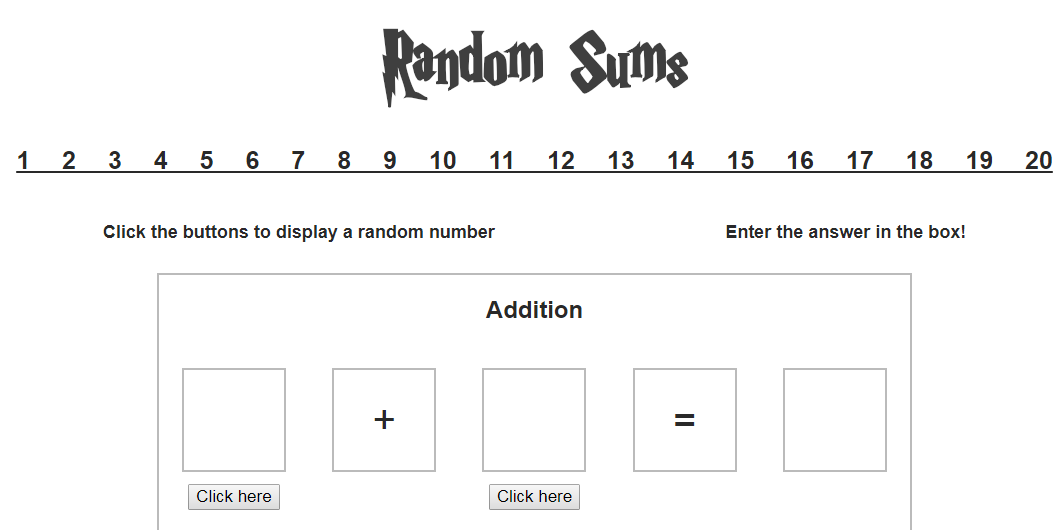 Random Sums
1 2 3 4 5 6 7 8 9 10 11 12 13 14 15 16 17 18 19 20
Click the buttons to display a random number
Enter the answer in the box!
Addition
+ =
Click here
Click here